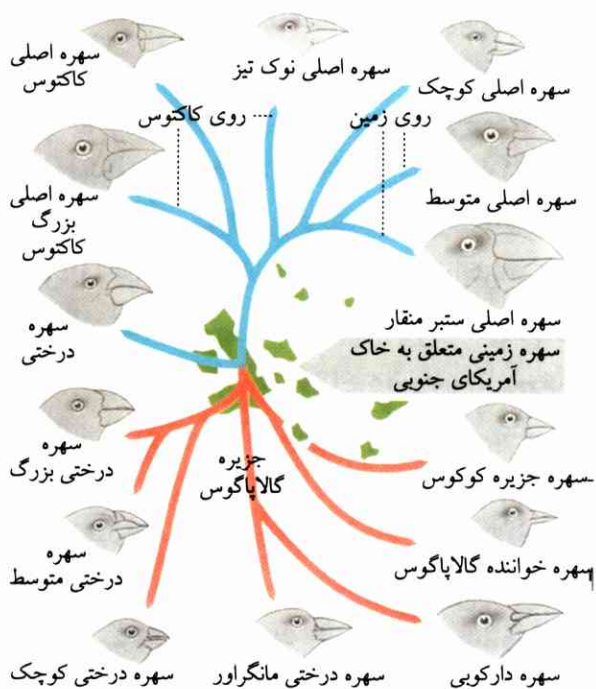 سهره اصلی کوچک
سهره اصلی نوک تیز
سهره اصلی
کاکتوس
روی زمین
روی کاکتوس
سهره اصلی متوسط
سهره اصلی
بزرگ
کاکتوس
سهره اصلی ستبر منقار
سهره
درختی
سهره زمینی متعلق به خاک
آمریکای جنوبی
سهره
درختی بزرگ
جزیره
گالاپاگوس
سهره جزیره کوکوس
سهره
درختی متوسط
سهره خواننده گالاپاگوس
سهره دارکوبی
سهره درختی مانگراور
سهره درختی کوچک